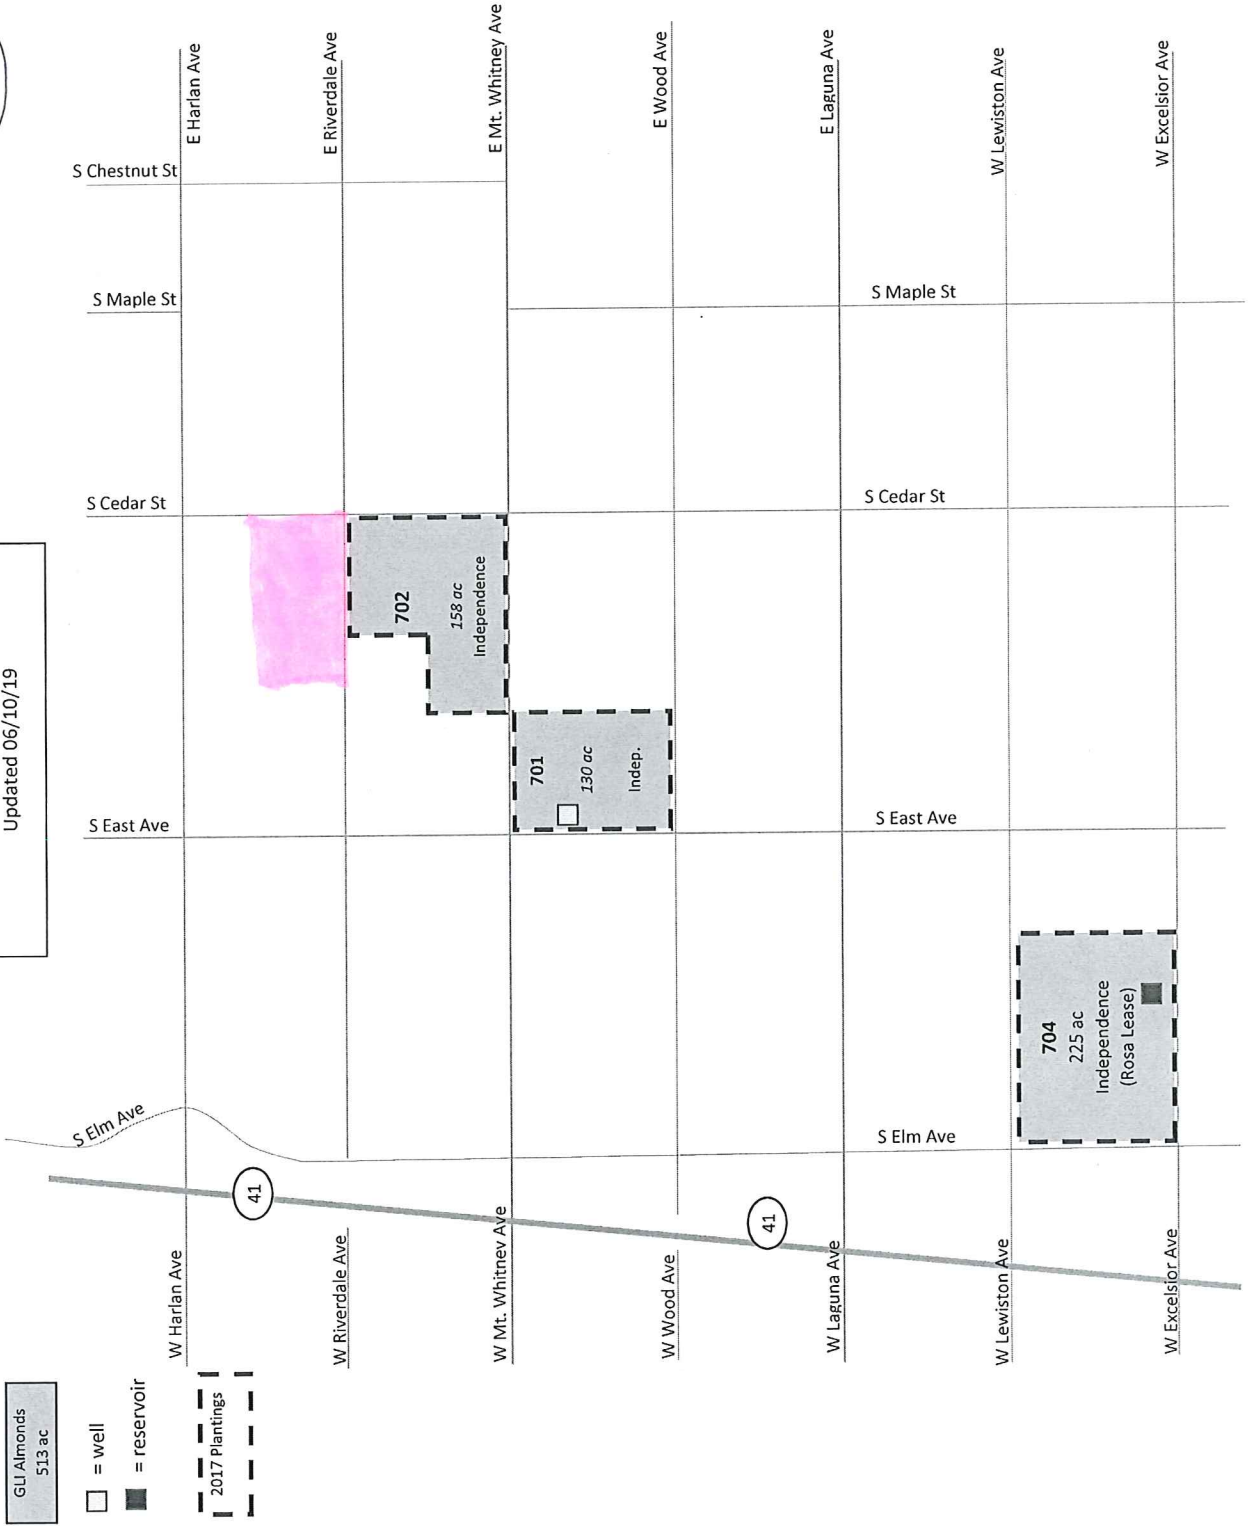 Updated 06/10/19
GLI Almonds
513 ac
= well
= reservoir
2017 Plantings
S Elm Ave
S East Ave
S Cedar St
S Maple St
S Chestnut St
W Harlan Ave
E Harlan Ave
41
W Riverdale Ave
E Riverdale Ave
702
158 ac
Independence
W Mt. Whitney Ave
E Mt. Whitney Ave
701
130 ac
Indep.
W Wood Ave
E Wood Ave
41
W Laguna Ave
E Laguna Ave
S Elm Ave
S East Ave
S Cedar St
S Maple St
W Lewiston Ave
W Lewiston Ave
704
225 ac
Independence
(Rosa Lease)
W Excelsior Ave
W Excelsior Ave